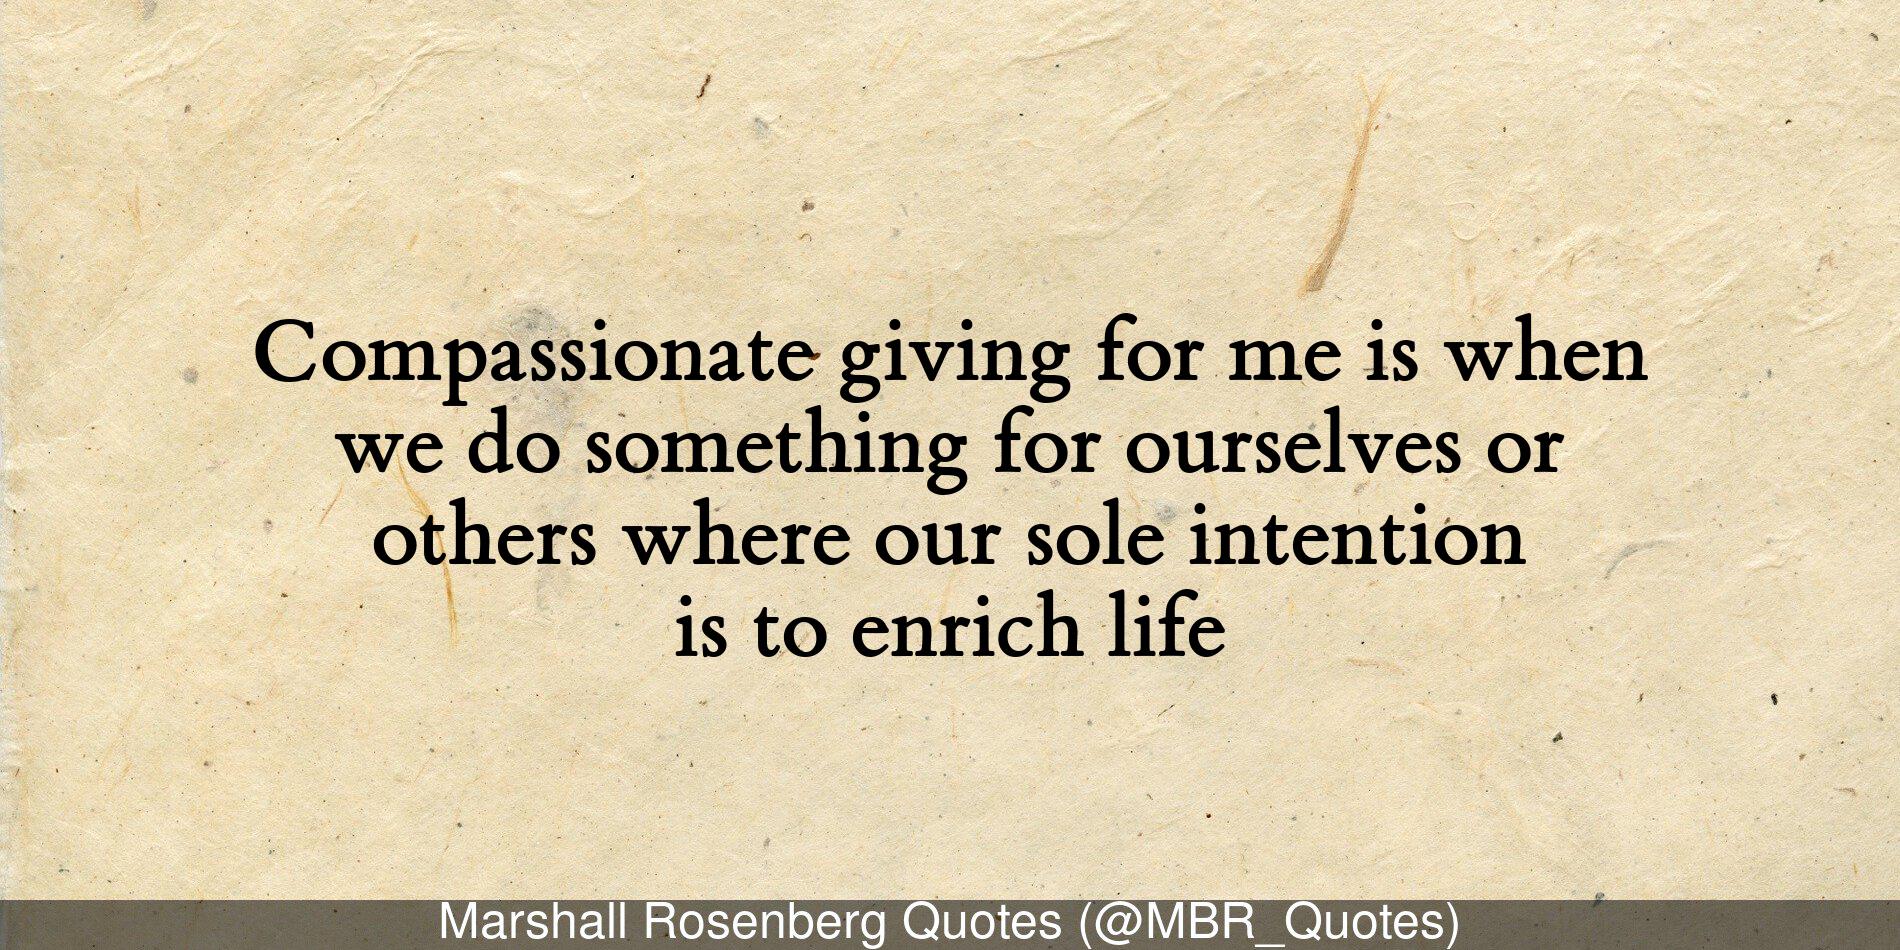 Compassionate giving for me is when
we do something for ourselves or
others where our sole intention
is to enrich life
Marshall Rosenberg Quotes (@MBR_Quotes)